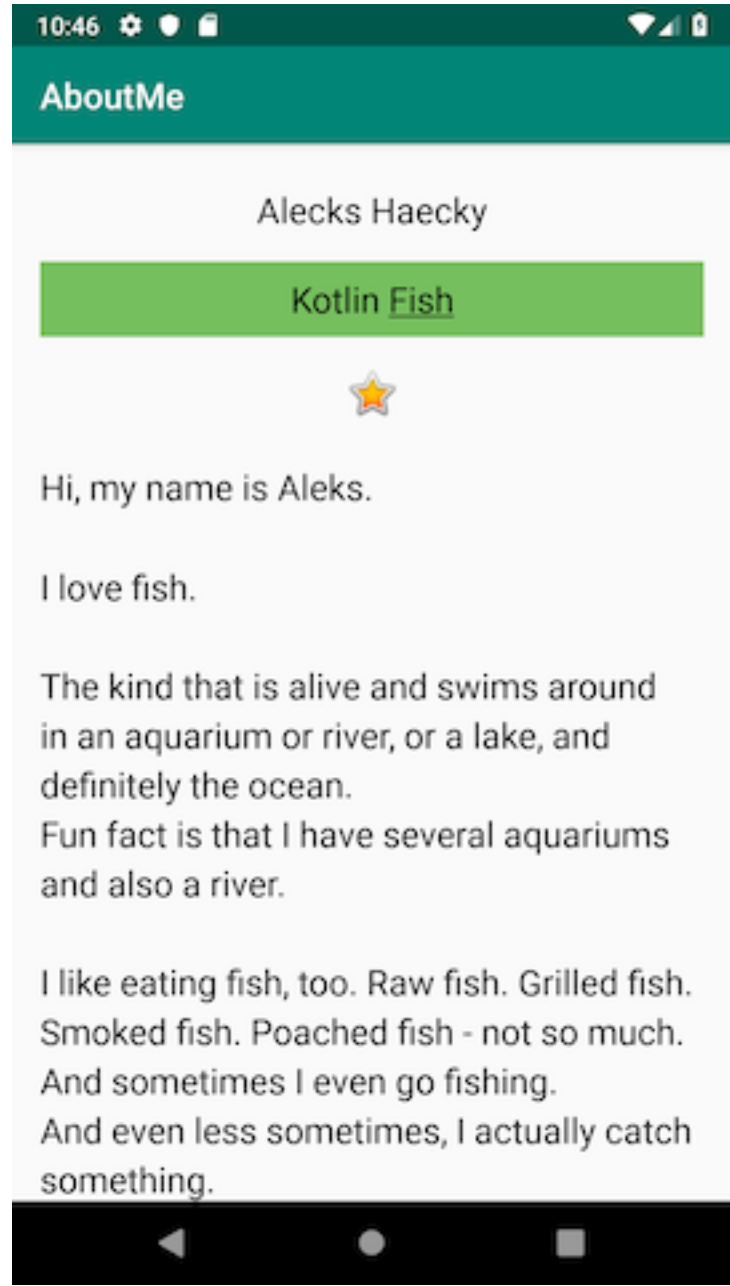 10:46
AboutMe
Alecks Haecky
Kotlin Fish
Hi, my name is Aleks.
I love fish.
The kind that is alive and swims around
in an aquarium or river, or a lake, and
definitely the ocean.
Fun fact is that I have several aquariums
and also a river.
I like eating fish, too. Raw fish. Grilled fish.
Smoked fish. Poached fish - not so much.
And sometimes I even go fishing.
And even less sometimes, I actually catch
something.